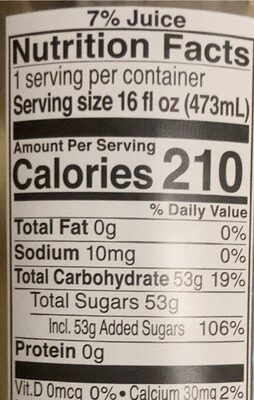 7% Juice
Nutrition Facts
1 serving per container
Serving size 16 fl oz (473mL)
Amount Per Serving
Calories 210
% Daily Value
Total Fat 0g 0%
Sodium 10mg 0%
Total Carbohydrate 53g 19%
Total Sugars 53g
Incl. 53g Added Sugars 106%
Protein 0g
Vit.D 0mcg 0% • Calcium 30mg 2%